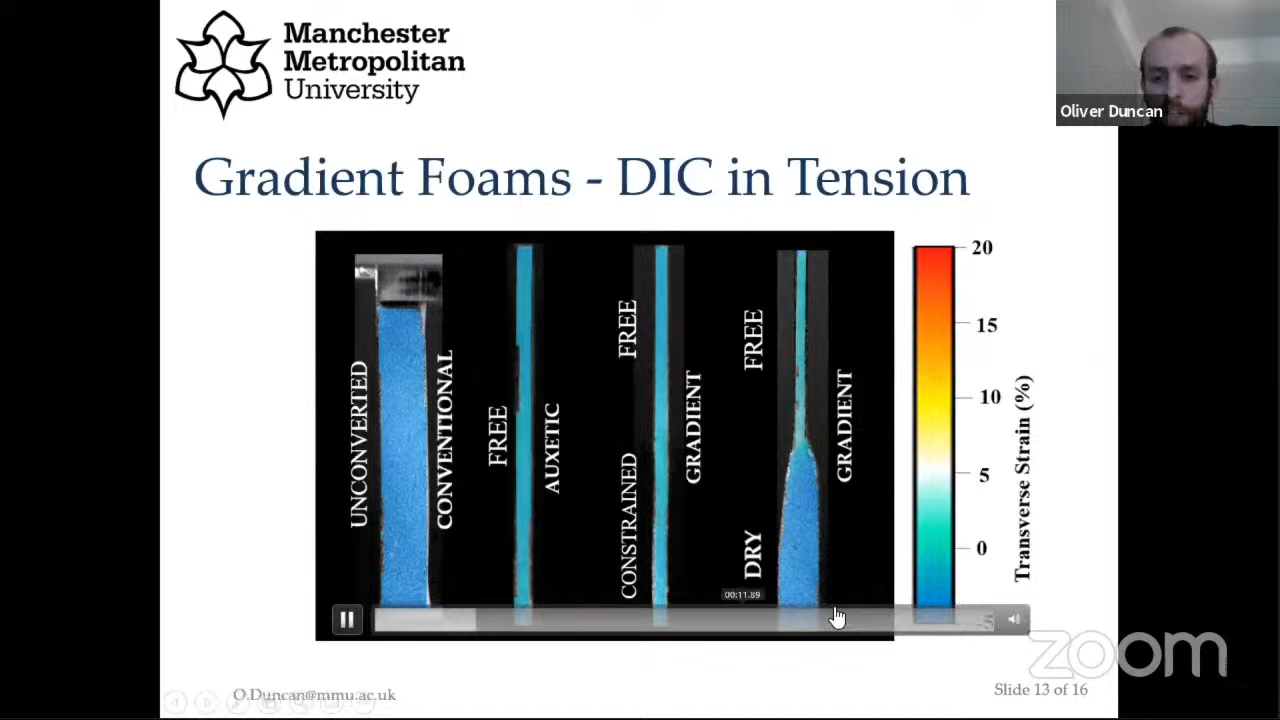 Manchester
Metropolitan
University
Oliver Duncan
Gradient Foams - DIC in Tension
UNCONVERTED
CONVENTIONAL
FREE
AUXETIC
FREE
CONSTRAINED
GRADIENT
FREE
DRY
GRADIENT
20
15
10
5
0
Transverse Strain (%)
00:11.89
zoom
O.Duncan@mmu.ac.uk
Slide 13 of 16